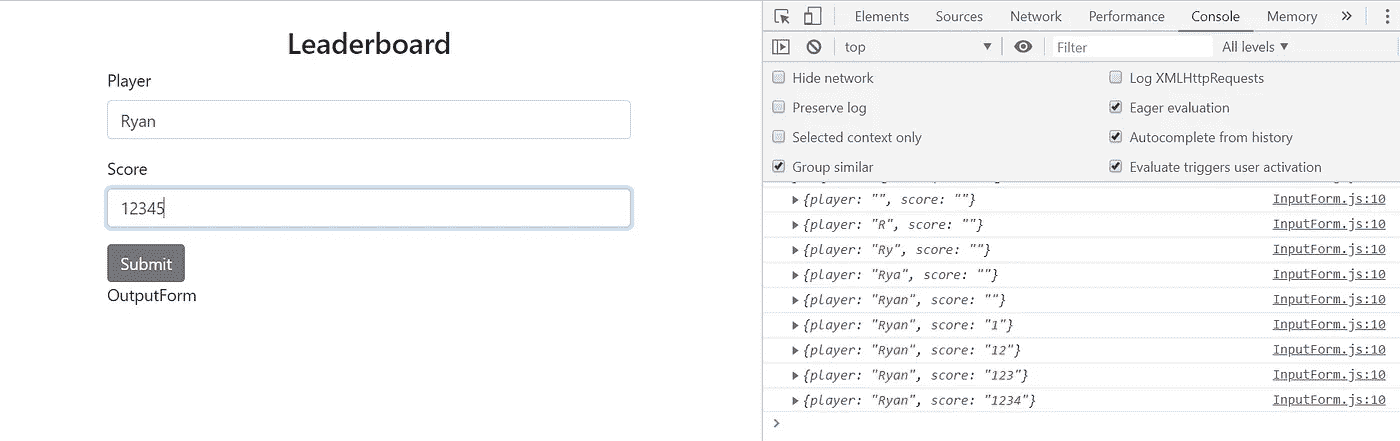 Leaderboard
Player
Ryan
Score
12345
Submit
OutputForm
Elements Sources Network Performance Console Memory »
top ▼ Filter All levels ▼
Hide network Log XMLHttpRequests
Preserve log Eager evaluation
Selected context only Autocomplete from history
Group similar Evaluate triggers user activation
▶{player: "", score: ""} InputForm.js:10
▶{player: "R", score: ""} InputForm.js:10
▶{player: "Ry", score: ""} InputForm.js:10
▶{player: "Rya", score: ""} InputForm.js:10
▶{player: "Ryan", score: ""} InputForm.js:10
▶{player: "Ryan", score: "1"} InputForm.js:10
▶{player: "Ryan", score: "12"} InputForm.js:10
▶{player: "Ryan", score: "123"} InputForm.js:10
▶{player: "Ryan", score: "1234"} InputForm.js:10
>